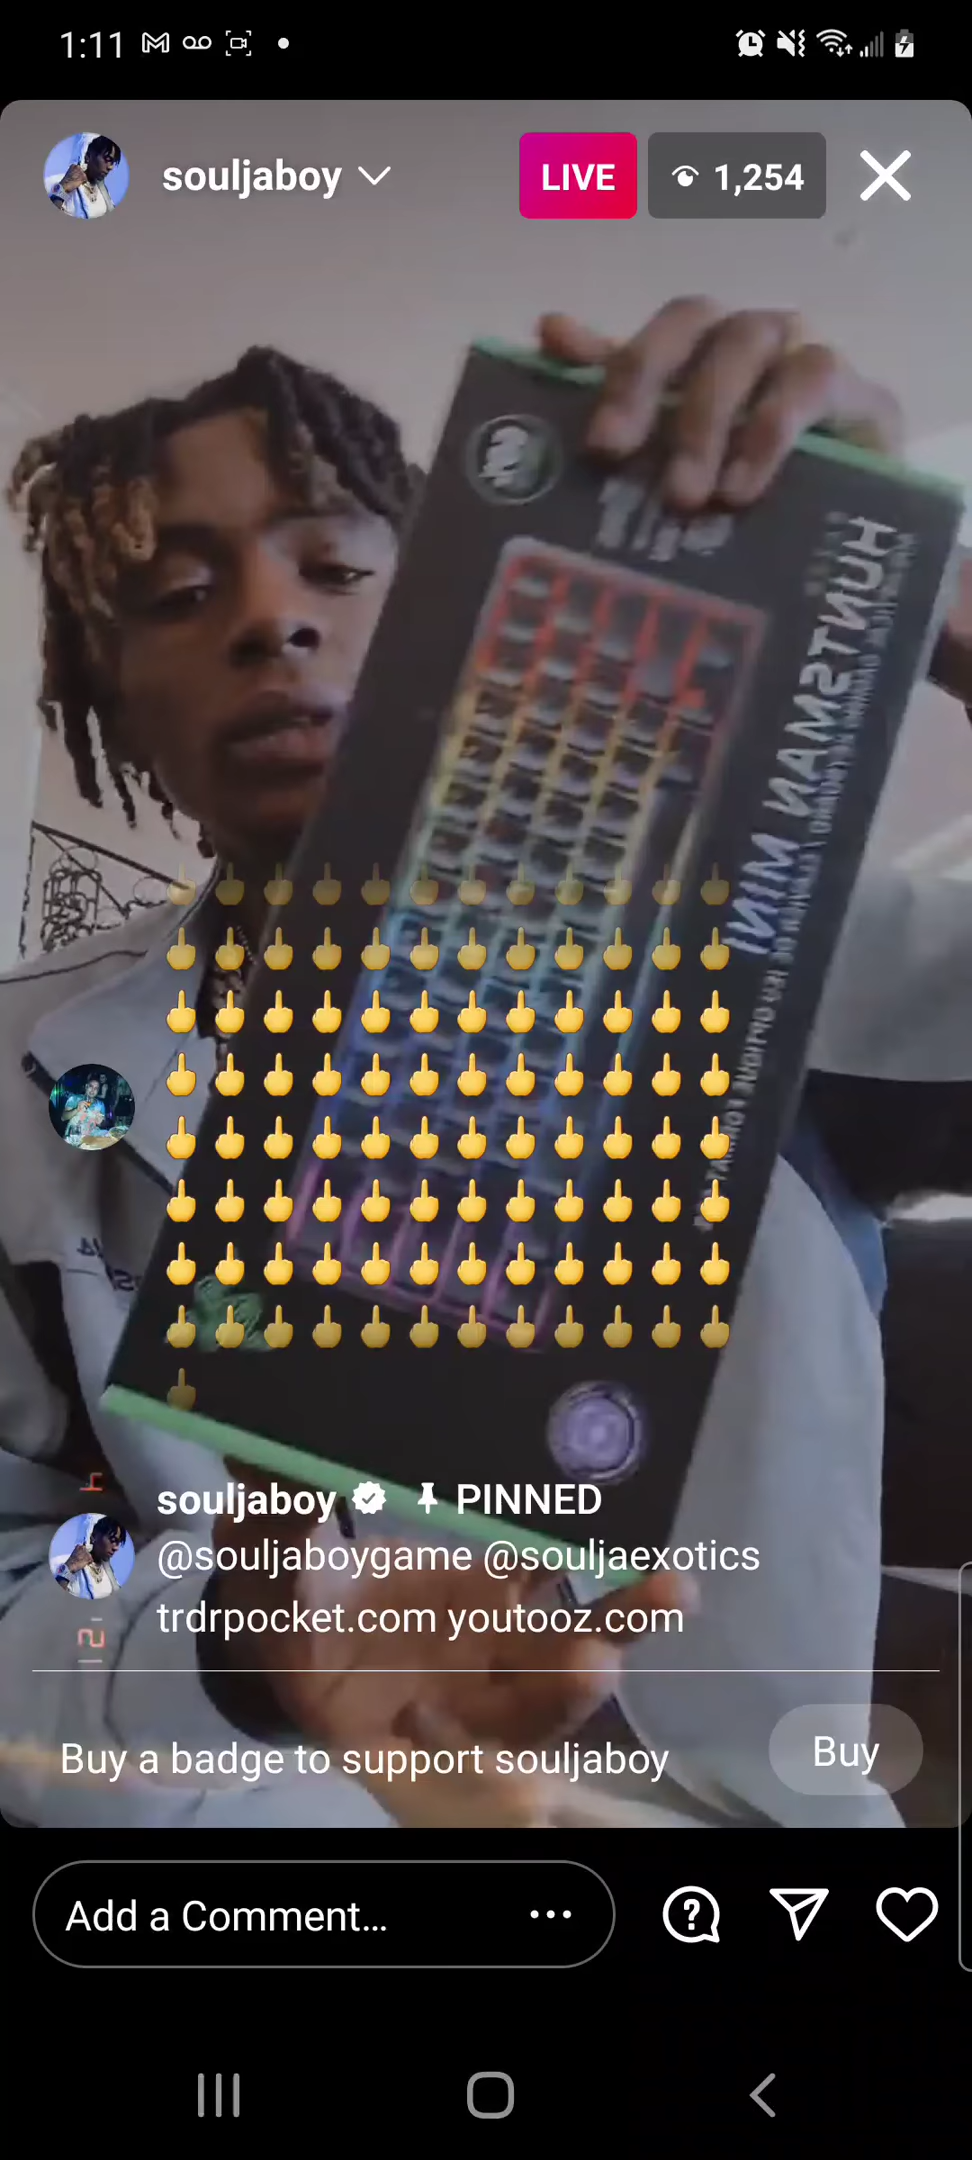 1:11
souljaboy
LIVE
1,254
HUNTSMAN MINI
souljaboy PINNED
@souljaboygame @souljaexotics
trdrpocket.com youtooz.com
Buy a badge to support souljaboy
Buy
Add a Comment...